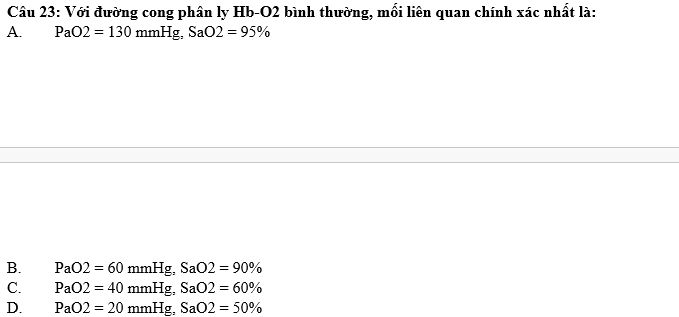 Câu 23: Với đường cong phân ly Hb-O2 bình thường, mối liên quan chính xác nhất là:
A. PaO2 = 130 mmHg, SaO2 = 95%
B. PaO2 = 60 mmHg, SaO2 = 90%
C. PaO2 = 40 mmHg, SaO2 = 60%
D. PaO2 = 20 mmHg, SaO2 = 50%